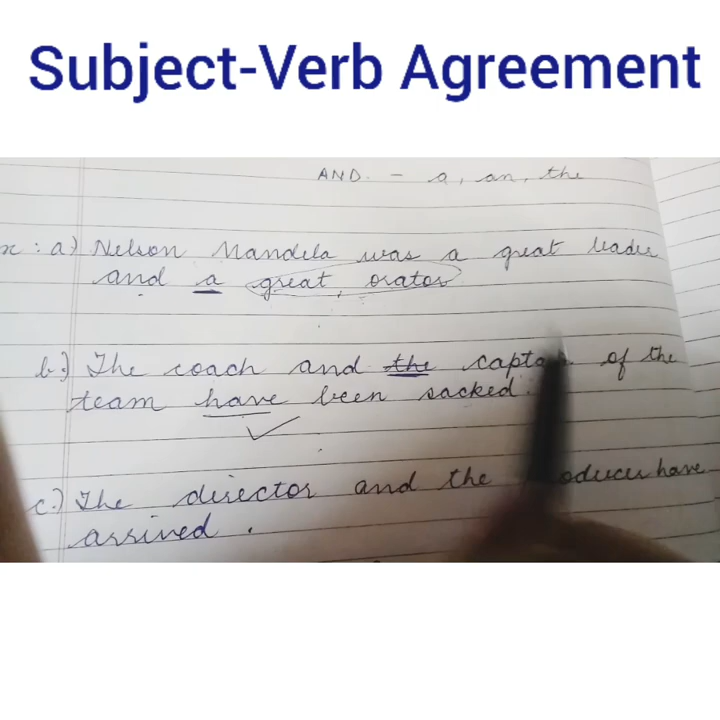 Subject-Verb Agreement
AND. - a, an, the
x: a) Nelson Mandela was a great leader
and a great orator
b.) The coach and the captain of the
team have been sacked.
c.) The director and the producer have
arrived.